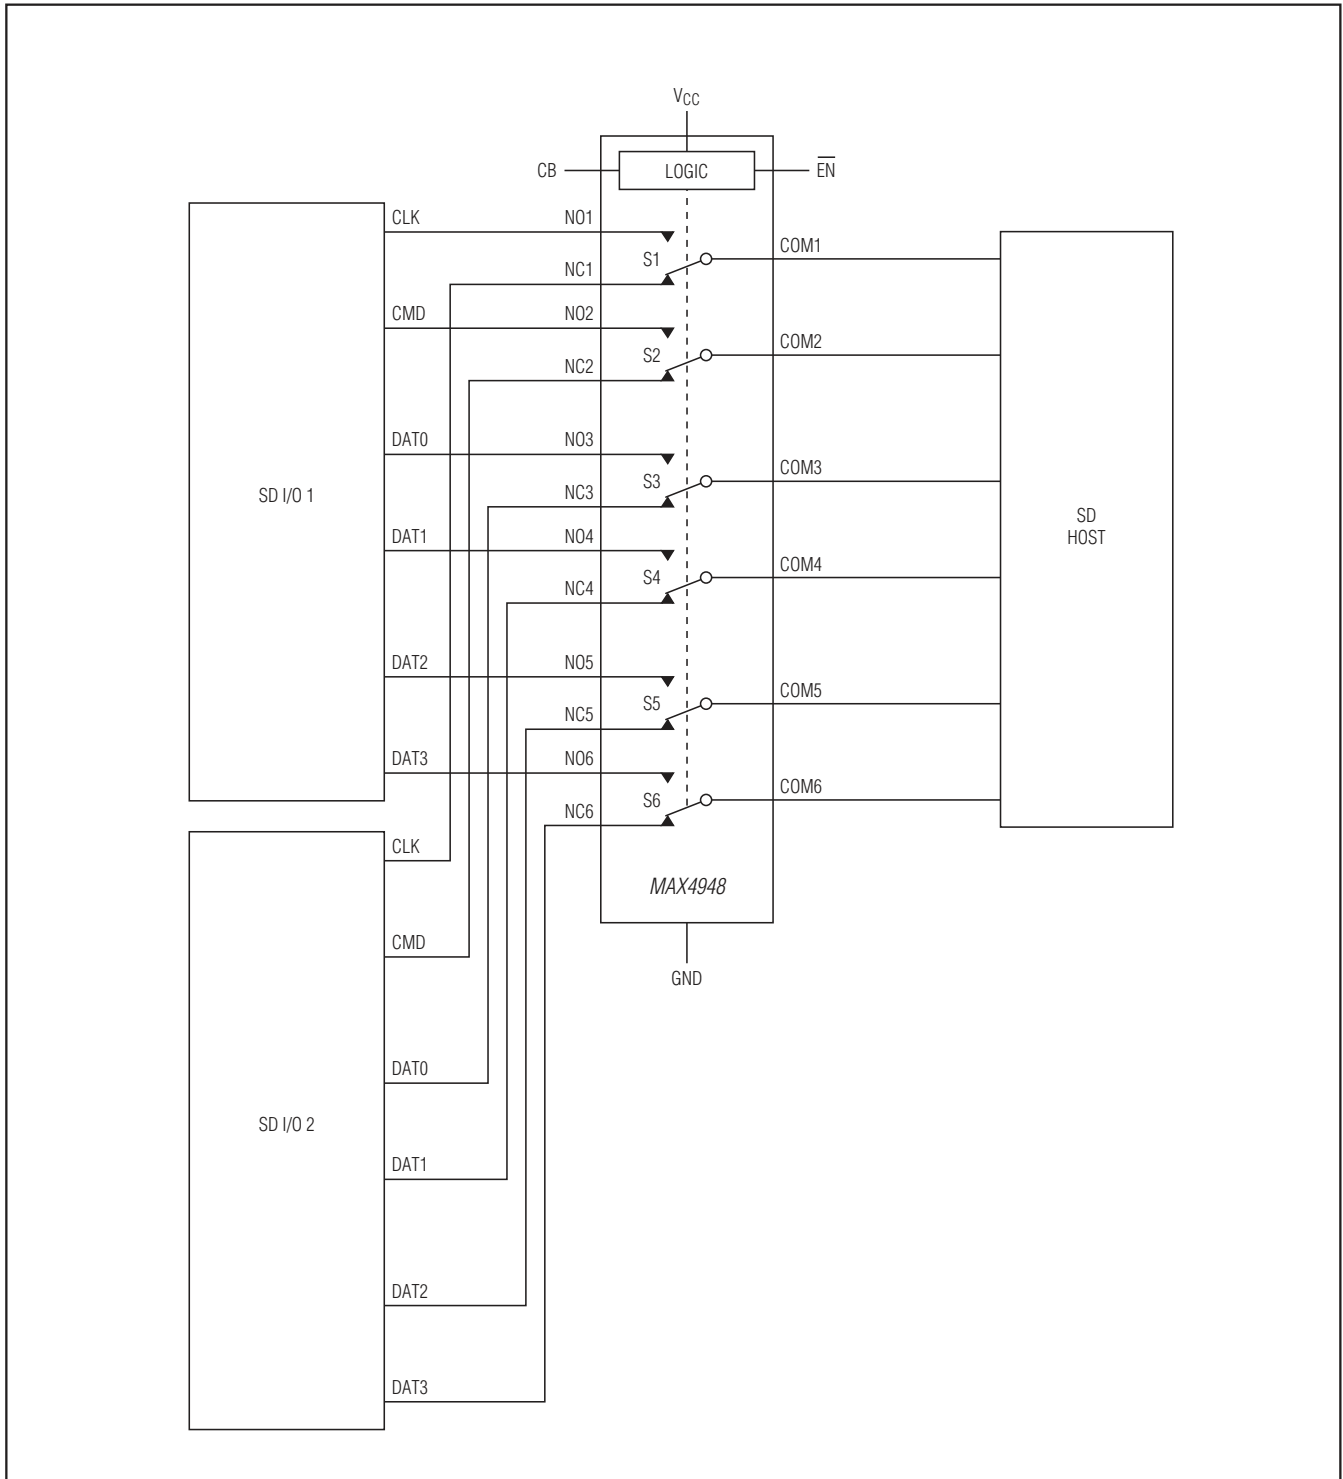 VCC
CB
LOGIC
EN
CLK
NO1
S1
COM1
NC1
CMD
NO2
S2
COM2
NC2
DAT0
NO3
S3
COM3
NC3
SD I/O 1
SD
HOST
DAT1
NO4
S4
COM4
NC4
DAT2
NO5
S5
COM5
NC5
DAT3
NO6
S6
COM6
NC6
CLK
MAX4948
CMD
GND
DAT0
SD I/O 2
DAT1
DAT2
DAT3